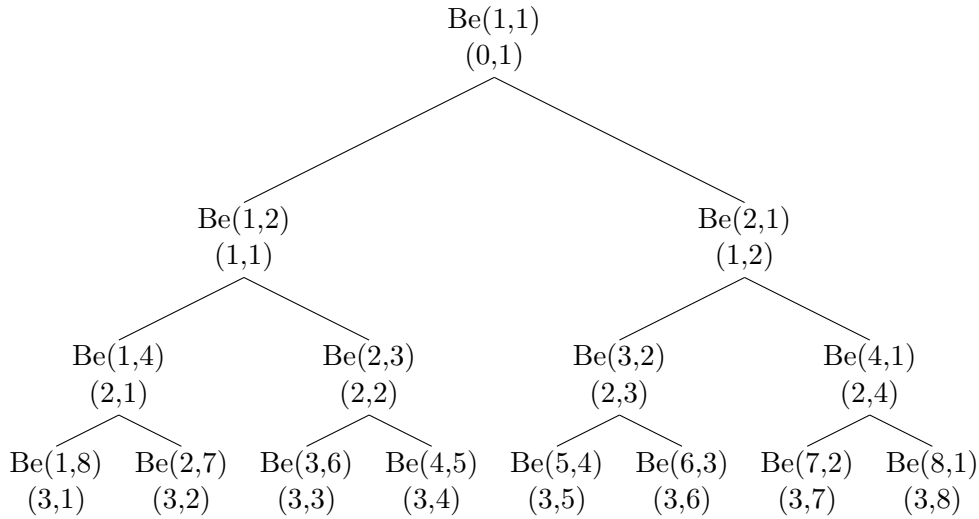 Be(1,1)
(0,1)
Be(1,2) Be(2,1)
(1,1) (1,2)
Be(1,4) Be(2,3) Be(3,2) Be(4,1)
(2,1) (2,2) (2,3) (2,4)
Be(1,8) Be(2,7) Be(3,6) Be(4,5) Be(5,4) Be(6,3) Be(7,2) Be(8,1)
(3,1) (3,2) (3,3) (3,4) (3,5) (3,6) (3,7) (3,8)